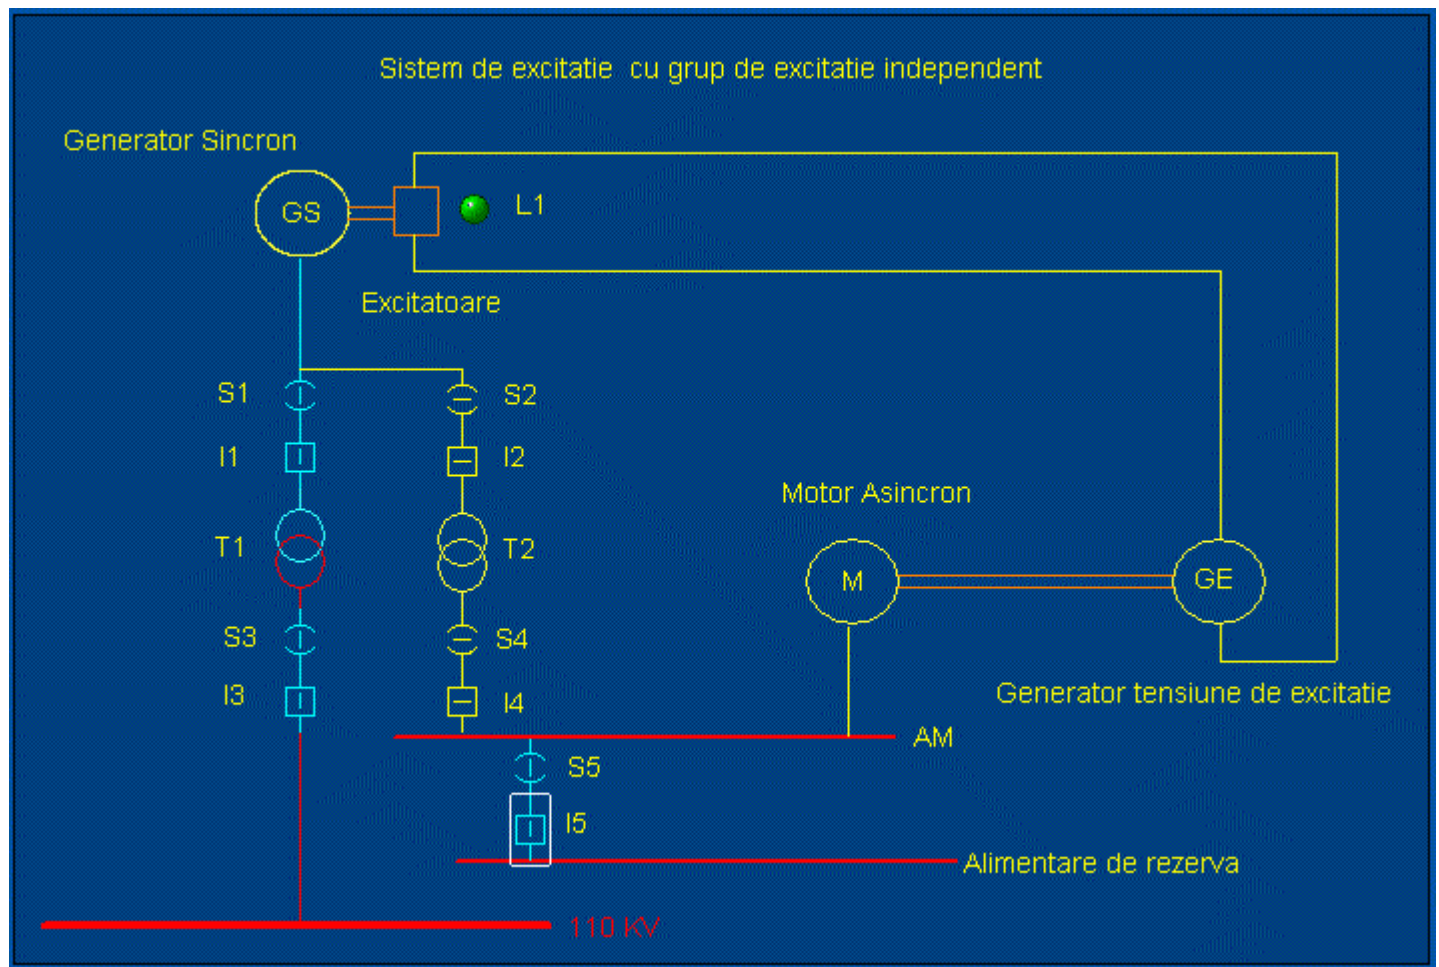 Sistem de excitatie cu grup de excitatie independent
Generator Sincron
GS
L1
Excitatoare
S1
S2
I1
I2
Motor Asincron
T1
T2
M
GE
S3
S4
I3
I4
Generator tensiune de excitatie
AM
S5
I5
Alimentare de rezerva
110 KV